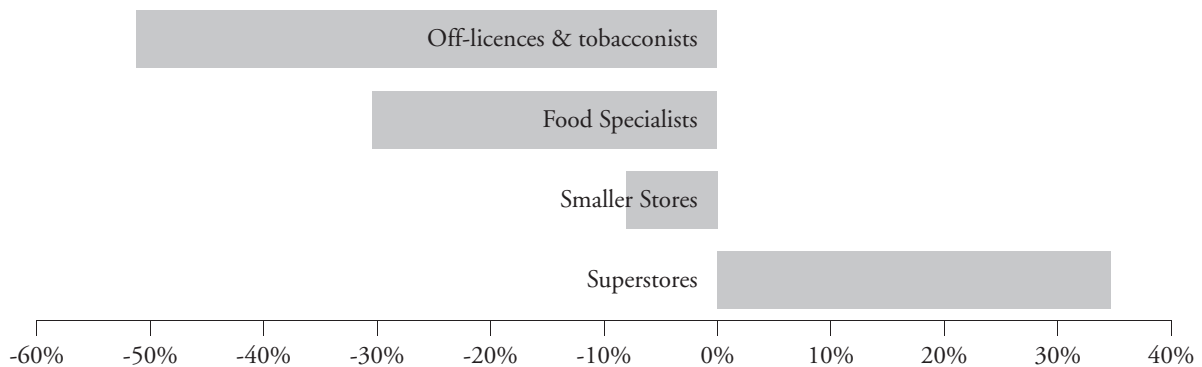 Off-licences & tobacconists
Food Specialists
Smaller Stores
Superstores
-60% -50% -40% -30% -20% -10% 0% 10% 20% 30% 40%